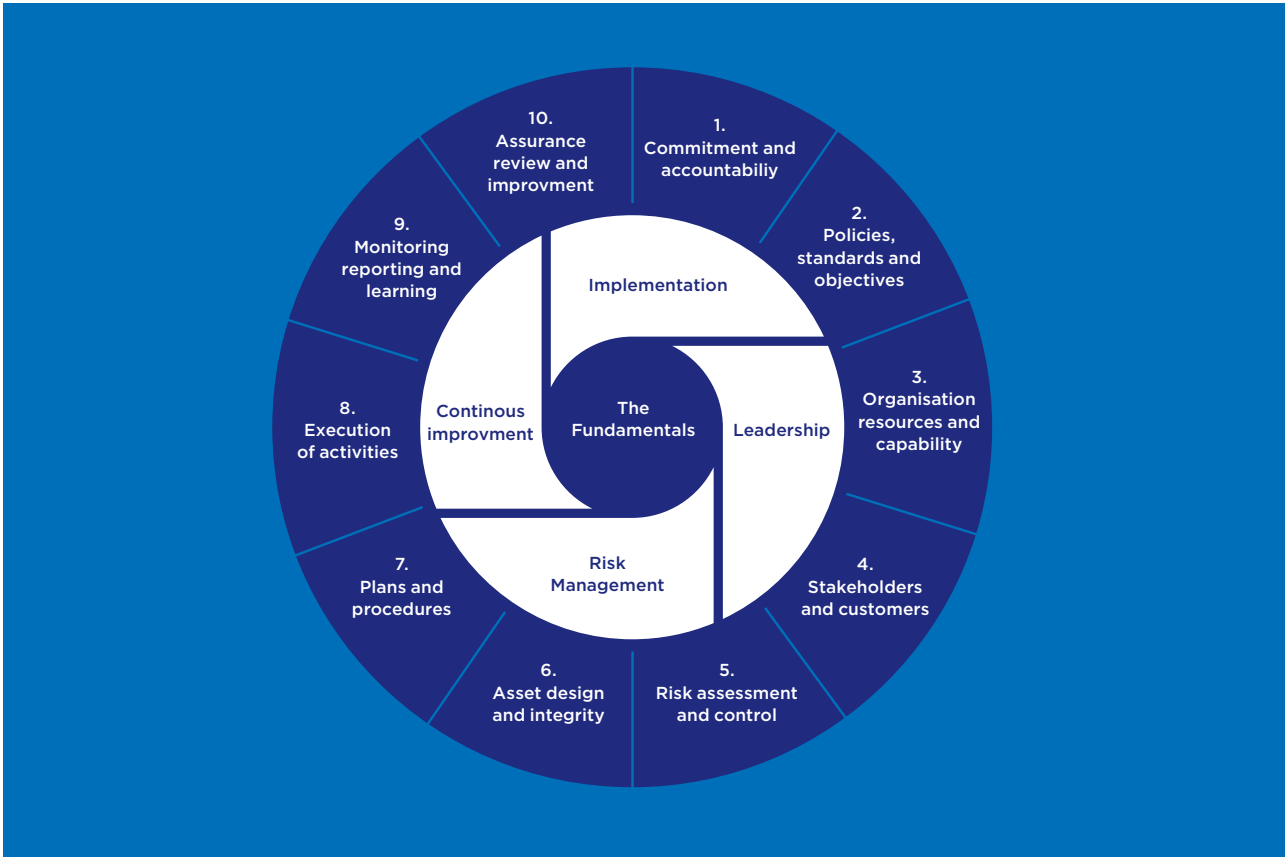 1.
Commitment and
accountabiliy
2.
Policies,
standards and
objectives
3.
Organisation
resources and
capability
4.
Stakeholders
and customers
5.
Risk assessment
and control
6.
Asset design
and integrity
7.
Plans and
procedures
8.
Execution
of activities
9.
Monitoring
reporting and
learning
10.
Assurance
review and
improvment
Implementation
Leadership
Risk
Management
Continous
improvment
The
Fundamentals